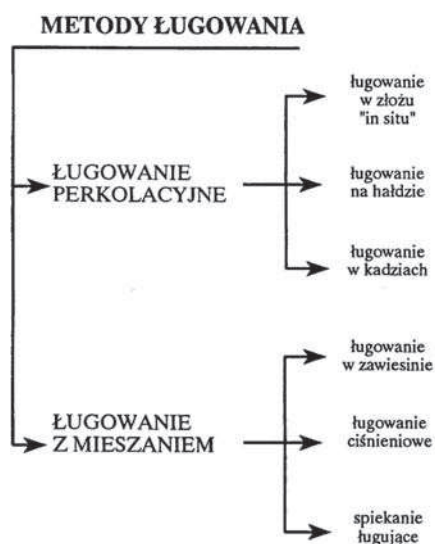 METODY ŁUGOWANIA
ŁUGOWANIE
PERKOLACYJNE
ługowanie
w złożu
"in situ"
ługowanie
na hałdzie
ługowanie
w kadziach
ŁUGOWANIE
Z MIESZANIEM
ługowanie
w zawiesinie
ługowanie
ciśnieniowe
spiekanie
ługujące